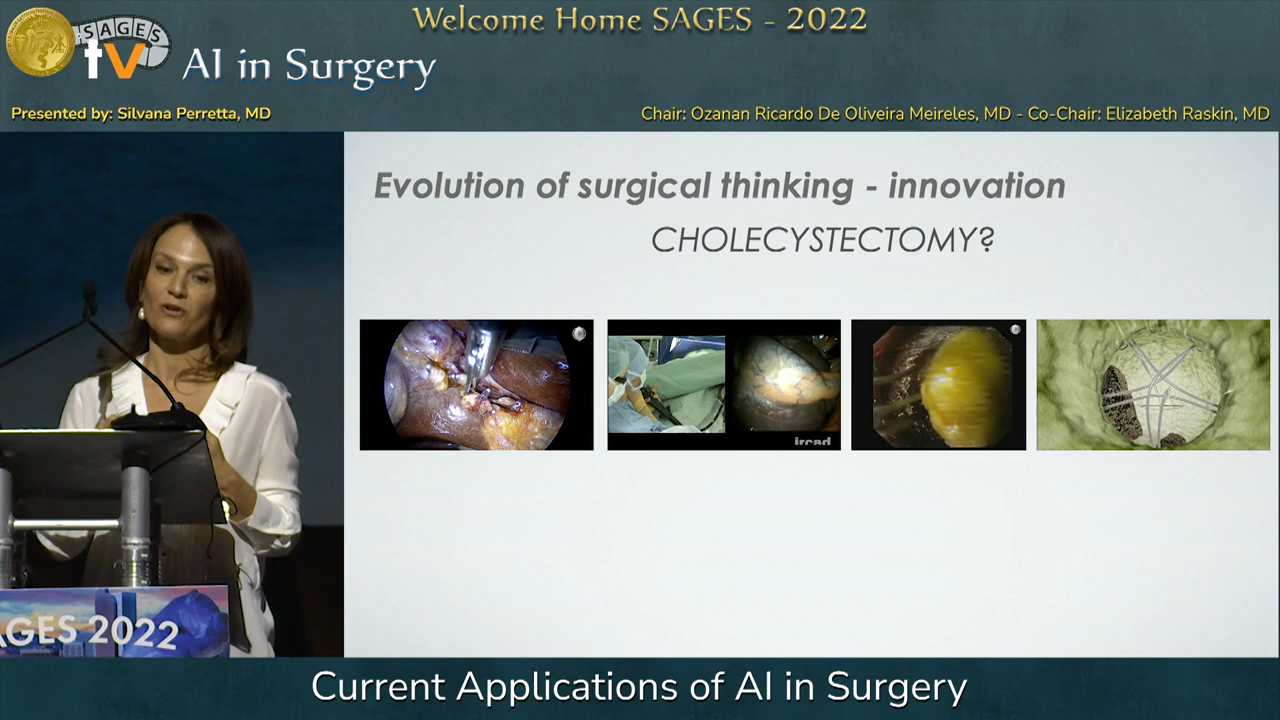 Welcome Home SAGES - 2022
SAGES
tv
AI in Surgery
Presented by: Silvana Perretta, MD
Chair: Ozanan Ricardo De Oliveira Meireles, MD - Co-Chair: Elizabeth Raskin, MD
Evolution of surgical thinking - innovation
CHOLECYSTECTOMY?
ircad
AGES 2022
Current Applications of AI in Surgery